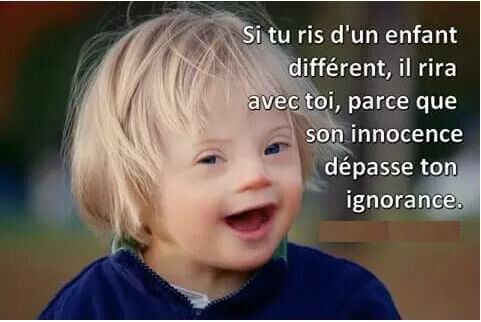 Si tu ris d'un enfant
différent, il rira
avec toi, parce que
son innocence
dépasse ton
ignorance.